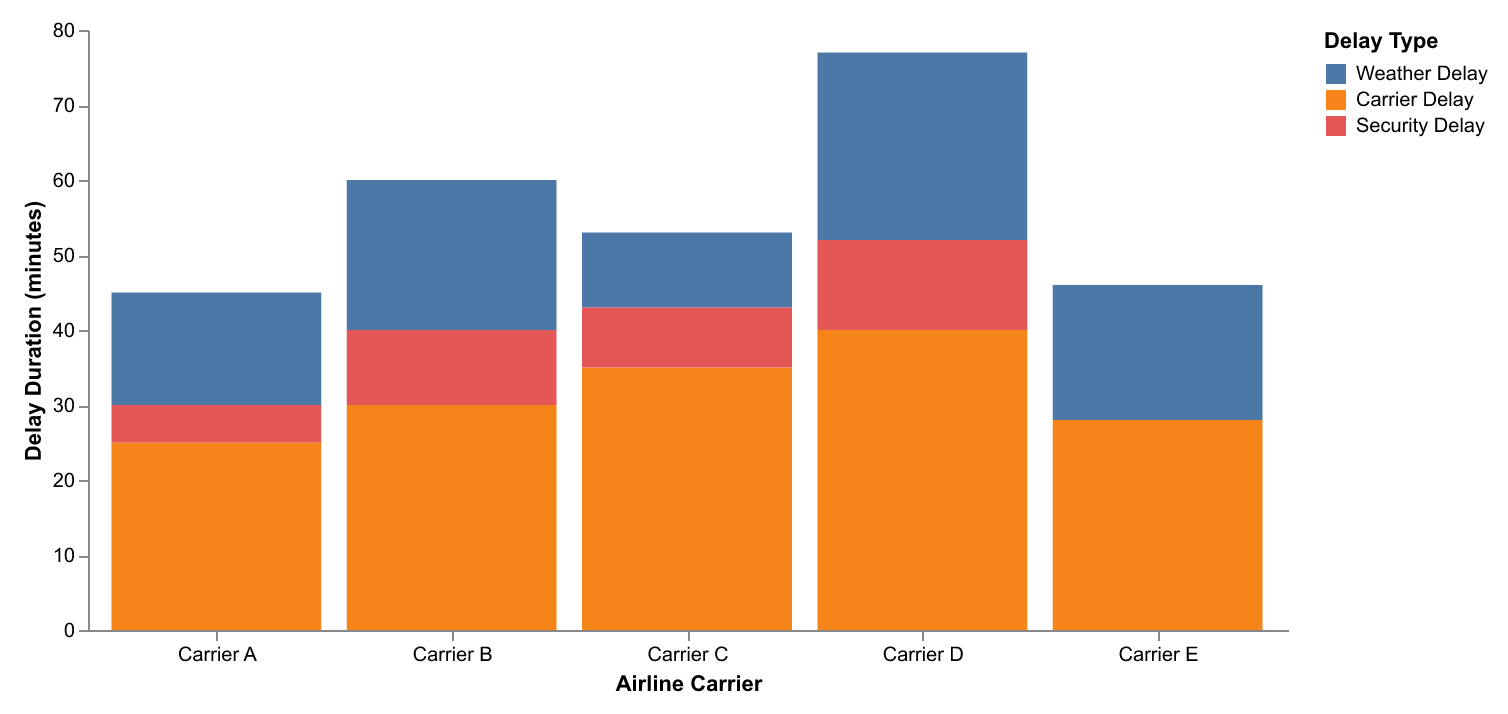 80
70
60
50
40
30
20
10
0
Delay Duration (minutes)
Carrier A
Carrier B
Carrier C
Carrier D
Carrier E
Airline Carrier
Delay Type
Weather Delay
Carrier Delay
Security Delay